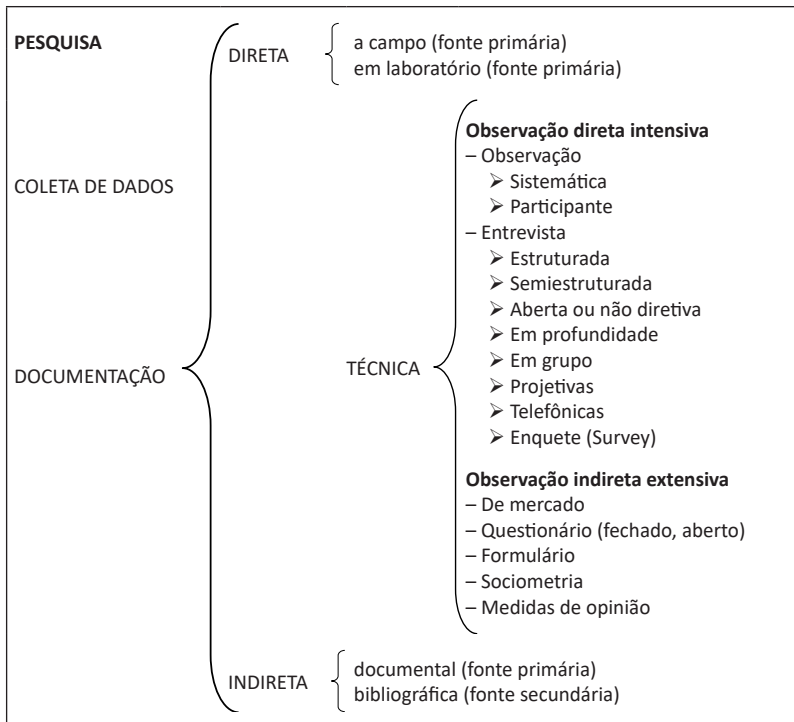 PESQUISA
DIRETA
a campo (fonte primária)
em laboratório (fonte primária)
COLETA DE DADOS
DOCUMENTAÇÃO
TÉCNICA
Observação direta intensiva
– Observação
➢ Sistemática
➢ Participante
– Entrevista
➢ Estruturada
➢ Semiestruturada
➢ Aberta ou não diretiva
➢ Em profundidade
➢ Em grupo
➢ Projetivas
➢ Telefônicas
➢ Enquete (Survey)
Observação indireta extensiva
– De mercado
– Questionário (fechado, aberto)
– Formulário
– Sociometria
– Medidas de opinião
INDIRETA
documental (fonte primária)
bibliográfica (fonte secundária)